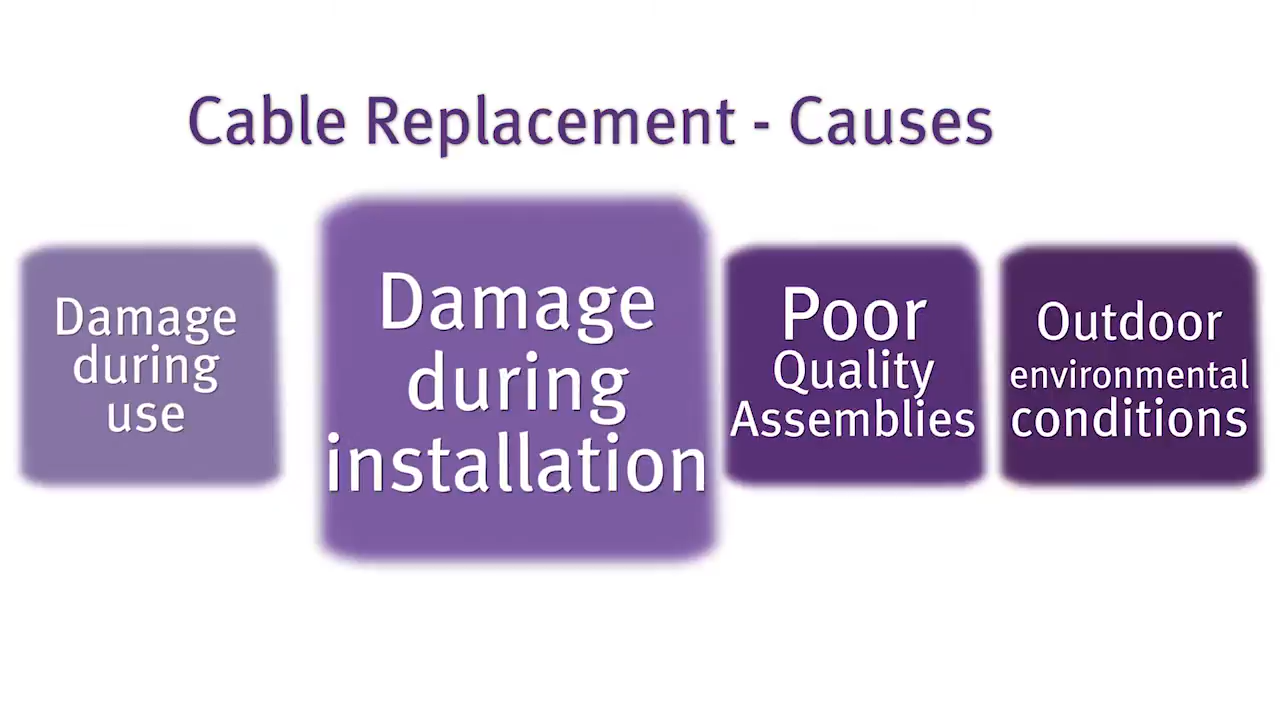 Cable Replacement - Causes
Damage
during
use
Damage
during
installation
Poor
Quality
Assemblies
Outdoor
environmental
conditions